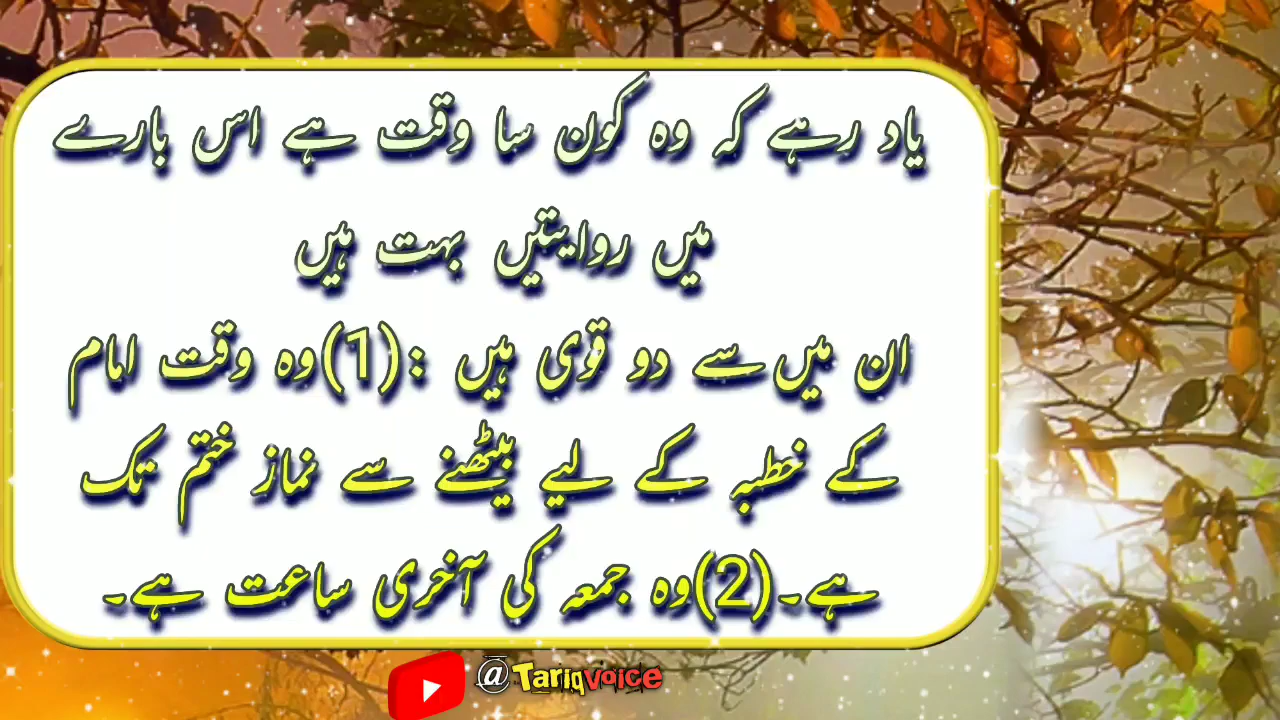 یاد رہے کہ وہ کون سا وقت ہے اس بارے
میں روایتیں بہت ہیں
ان میں سے دو قوی ہیں :(1)وہ وقت امام
کے خطبہ کے لیے بیٹھنے سے نماز ختم تک
ہے۔(2)وہ جمعہ کی آخری ساعت ہے۔
@Tariqvoice